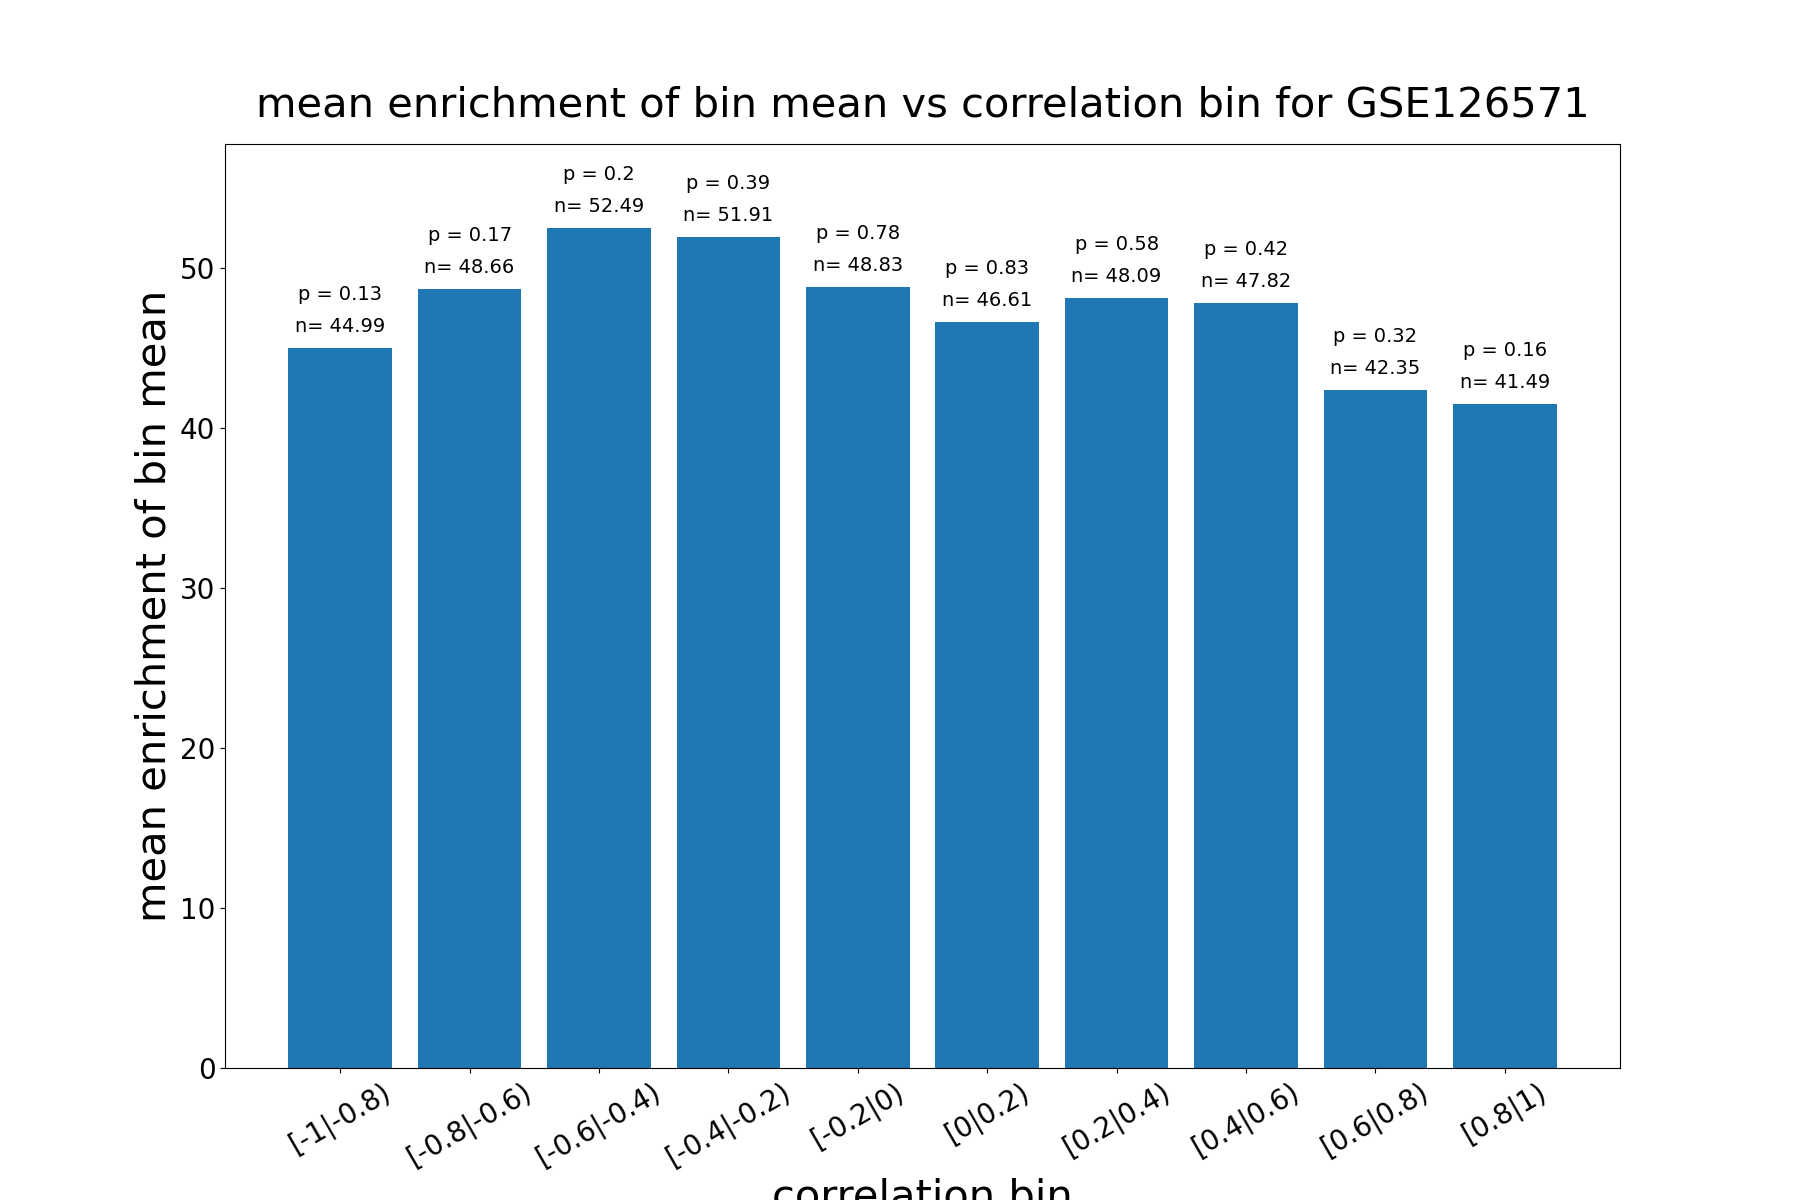 mean enrichment of bin mean vs correlation bin for GSE126571
mean enrichment of bin mean
50
40
30
20
10
0
p = 0.13
n= 44.99
p = 0.17
n= 48.66
p = 0.2
n= 52.49
p = 0.39
n= 51.91
p = 0.78
n= 48.83
p = 0.83
n= 46.61
p = 0.58
n= 48.09
p = 0.42
n= 47.82
p = 0.32
n= 42.35
p = 0.16
n= 41.49
[-1|-0.8)
[-0.8|-0.6)
[-0.6|-0.4)
[-0.4|-0.2)
[-0.2|0)
[0|0.2)
[0.2|0.4)
[0.4|0.6)
[0.6|0.8)
[0.8|1)
correlation bin